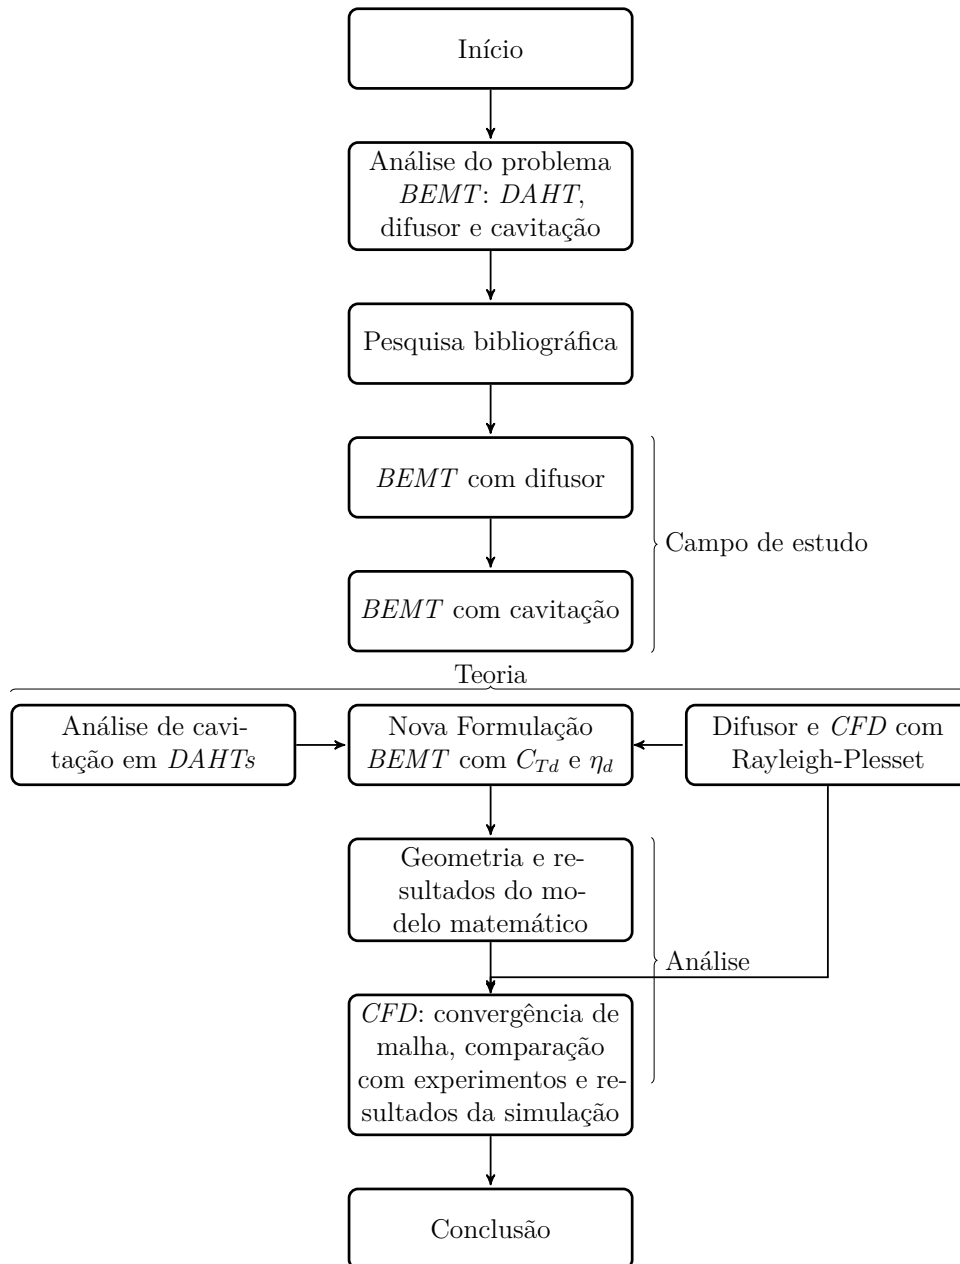 Início
Análise do problema
BEMT: DAHT,
difusor e cavitação
Pesquisa bibliográfica
BEMT com difusor
Campo de estudo
BEMT com cavitação
Teoria
Análise de cavi-
tação em DAHTs
Nova Formulação
BEMT com C_{Td} e η_d
Difusor e CFD com
Rayleigh-Plesset
Geometria e re-
sultados do mo-
delo matemático
Análise
CFD: convergência de
malha, comparação
com experimentos e re-
sultados da simulação
Conclusão